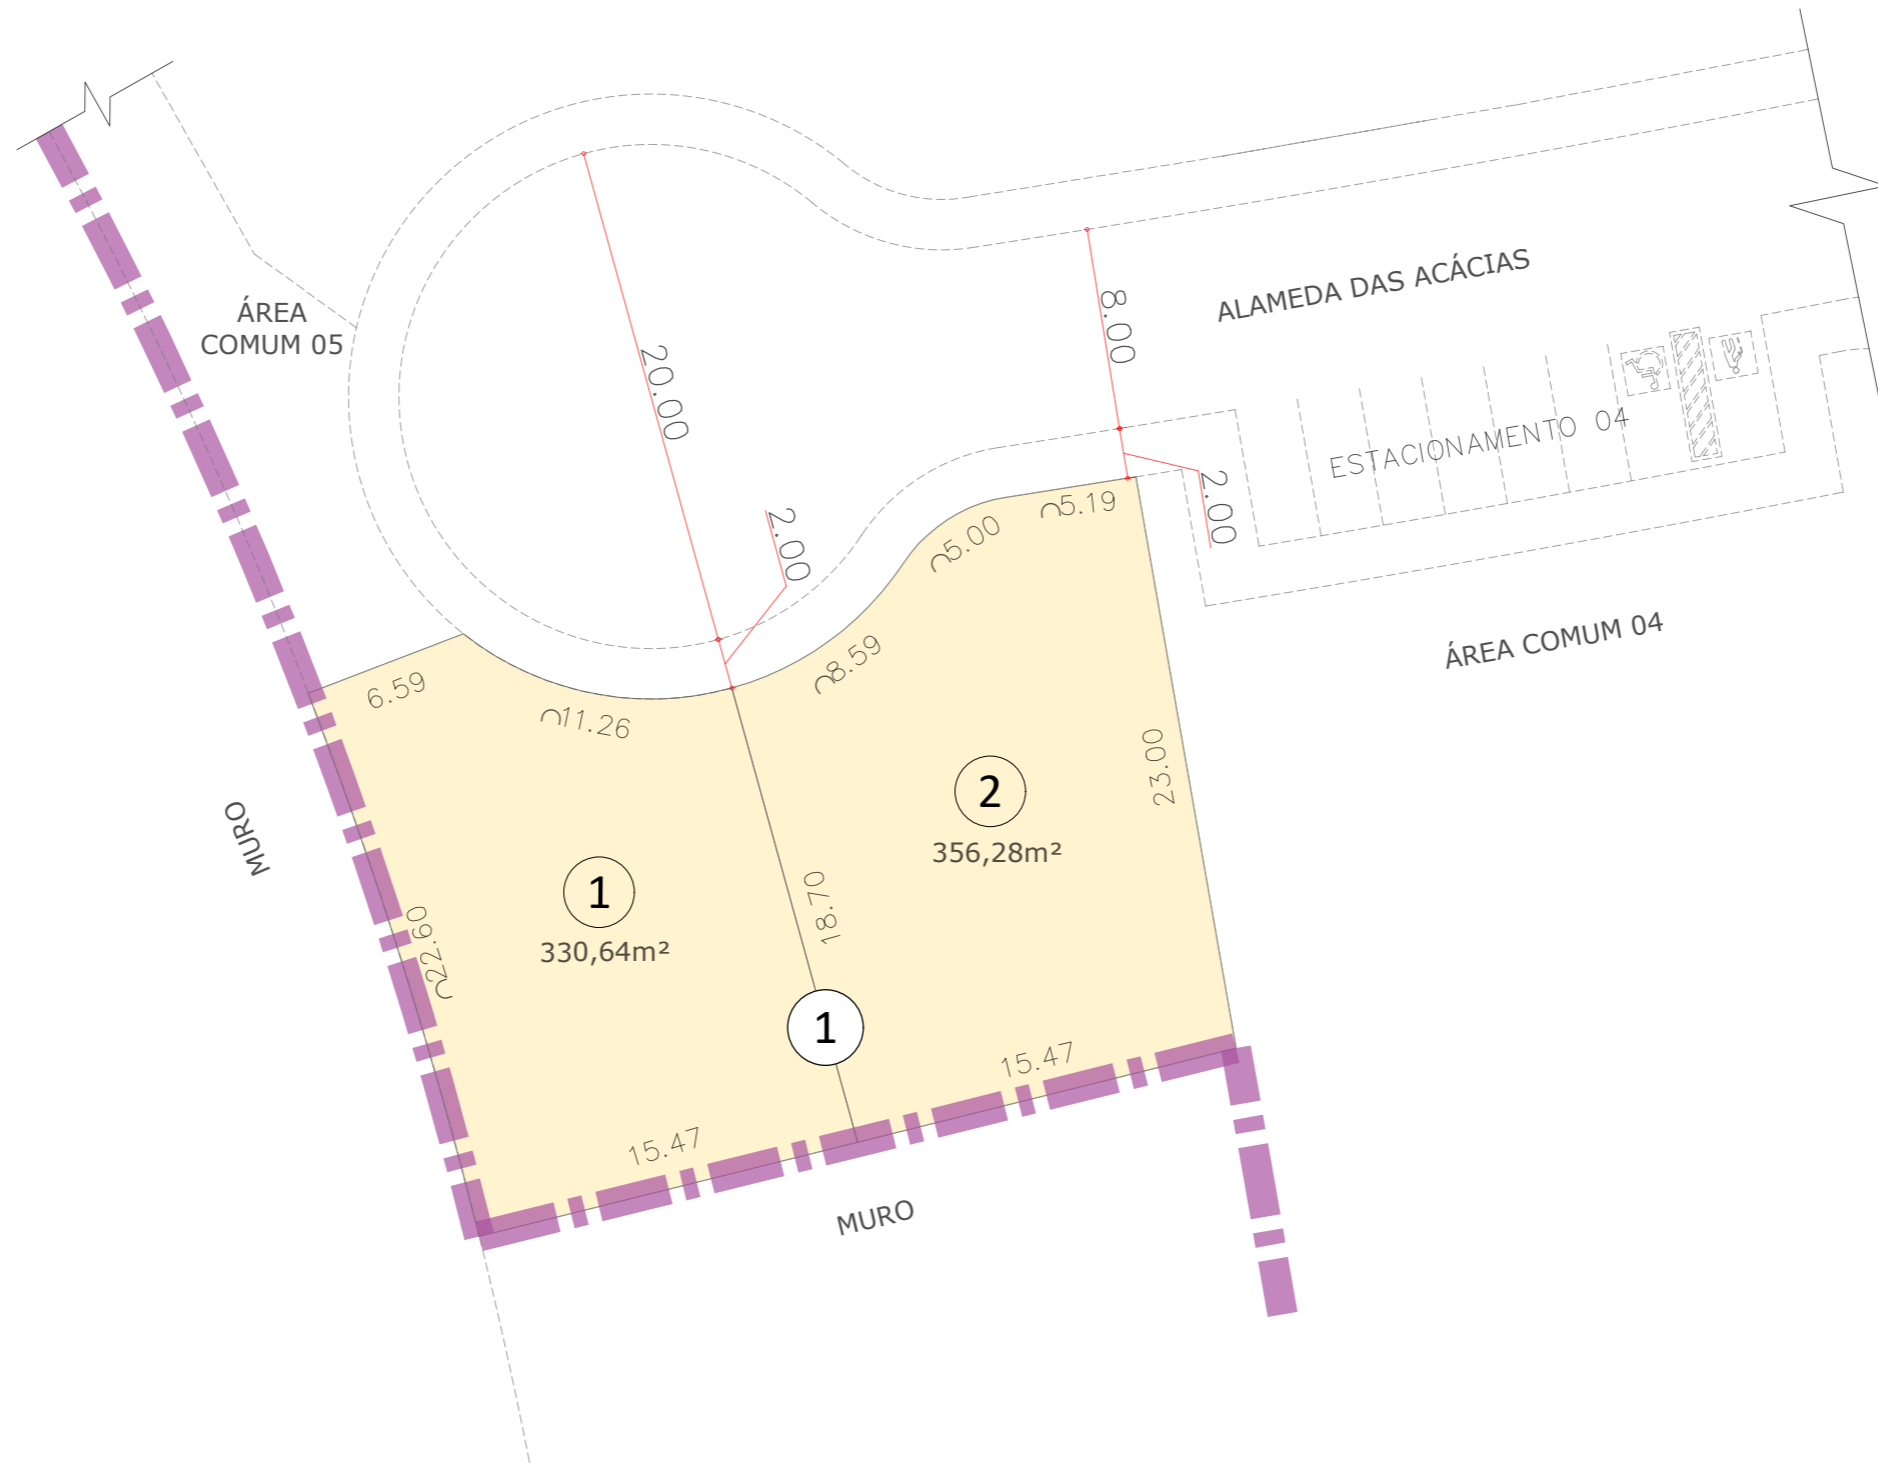 ÁREA
COMUM 05
20.00
8.00
ALAMEDA DAS ACÁCIAS
ESTACIONAMENTO 04
2.00
2.00
5.19
5.00
8.59
ÁREA COMUM 04
6.59
11.26
23.00
MURO
2
356,28m²
1
330,64m²
18.70
22.60
1
15.47
15.47
MURO